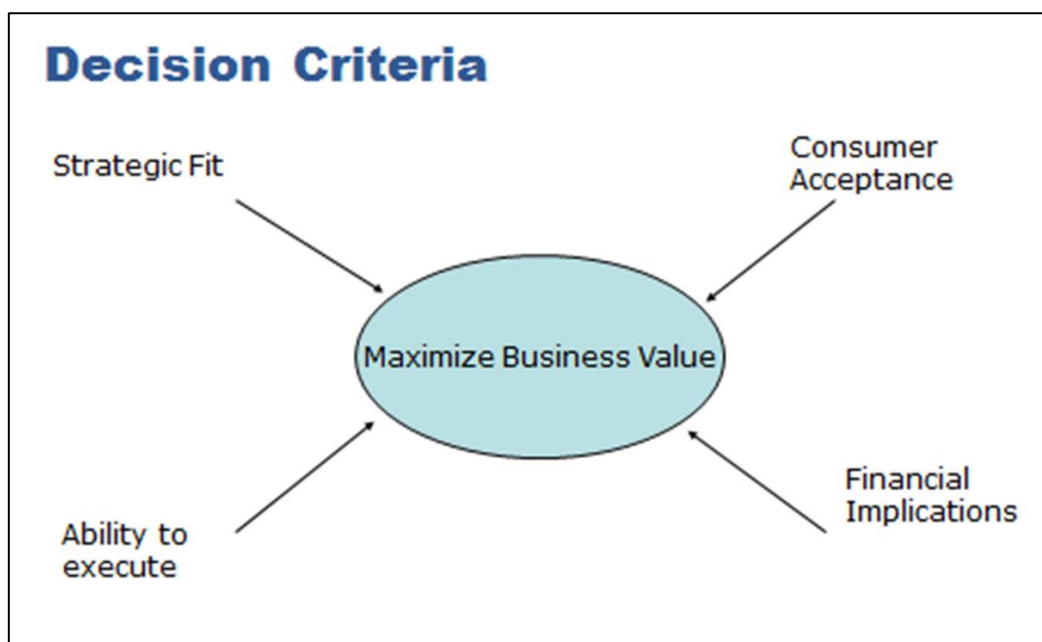 Decision Criteria
Strategic Fit
Consumer
Acceptance
Maximize Business Value
Ability to
execute
Financial
Implications